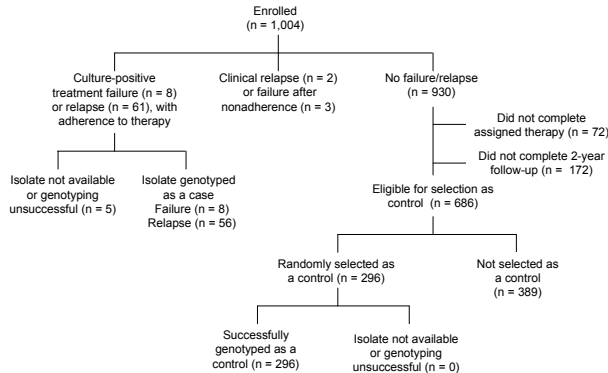 Enrolled
(n = 1,004)
Culture-positive
treatment failure (n = 8)
or relapse (n = 61), with
adherence to therapy
Clinical relapse (n = 2)
or failure after
nonadherence (n = 3)
No failure/relapse
(n = 930)
Did not complete
assigned therapy (n = 72)
Did not complete 2-year
follow-up (n = 172)
Isolate not available
or genotyping
unsuccessful (n = 5)
Isolate genotyped
as a case
Failure (n = 8)
Relapse (n = 56)
Eligible for selection as
control (n = 686)
Randomly selected as
a control (n = 296)
Not selected as
a control
(n = 389)
Successfully
genotyped as a
control (n = 296)
Isolate not available
or genotyping
unsuccessful (n = 0)